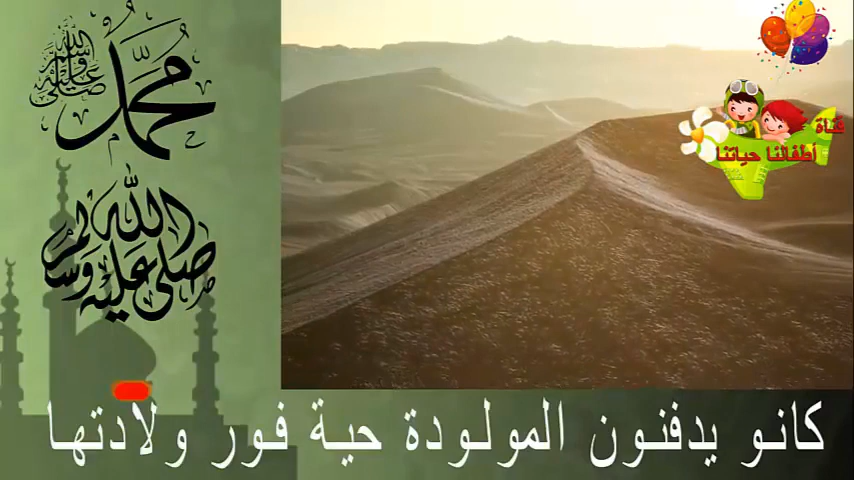 محمد
صلى الله عليه وسلم
صلى الله عليه وسلم
قناة
أطفالنا حياتنا
كانو يدفنون المولودة حية فور ولادتها